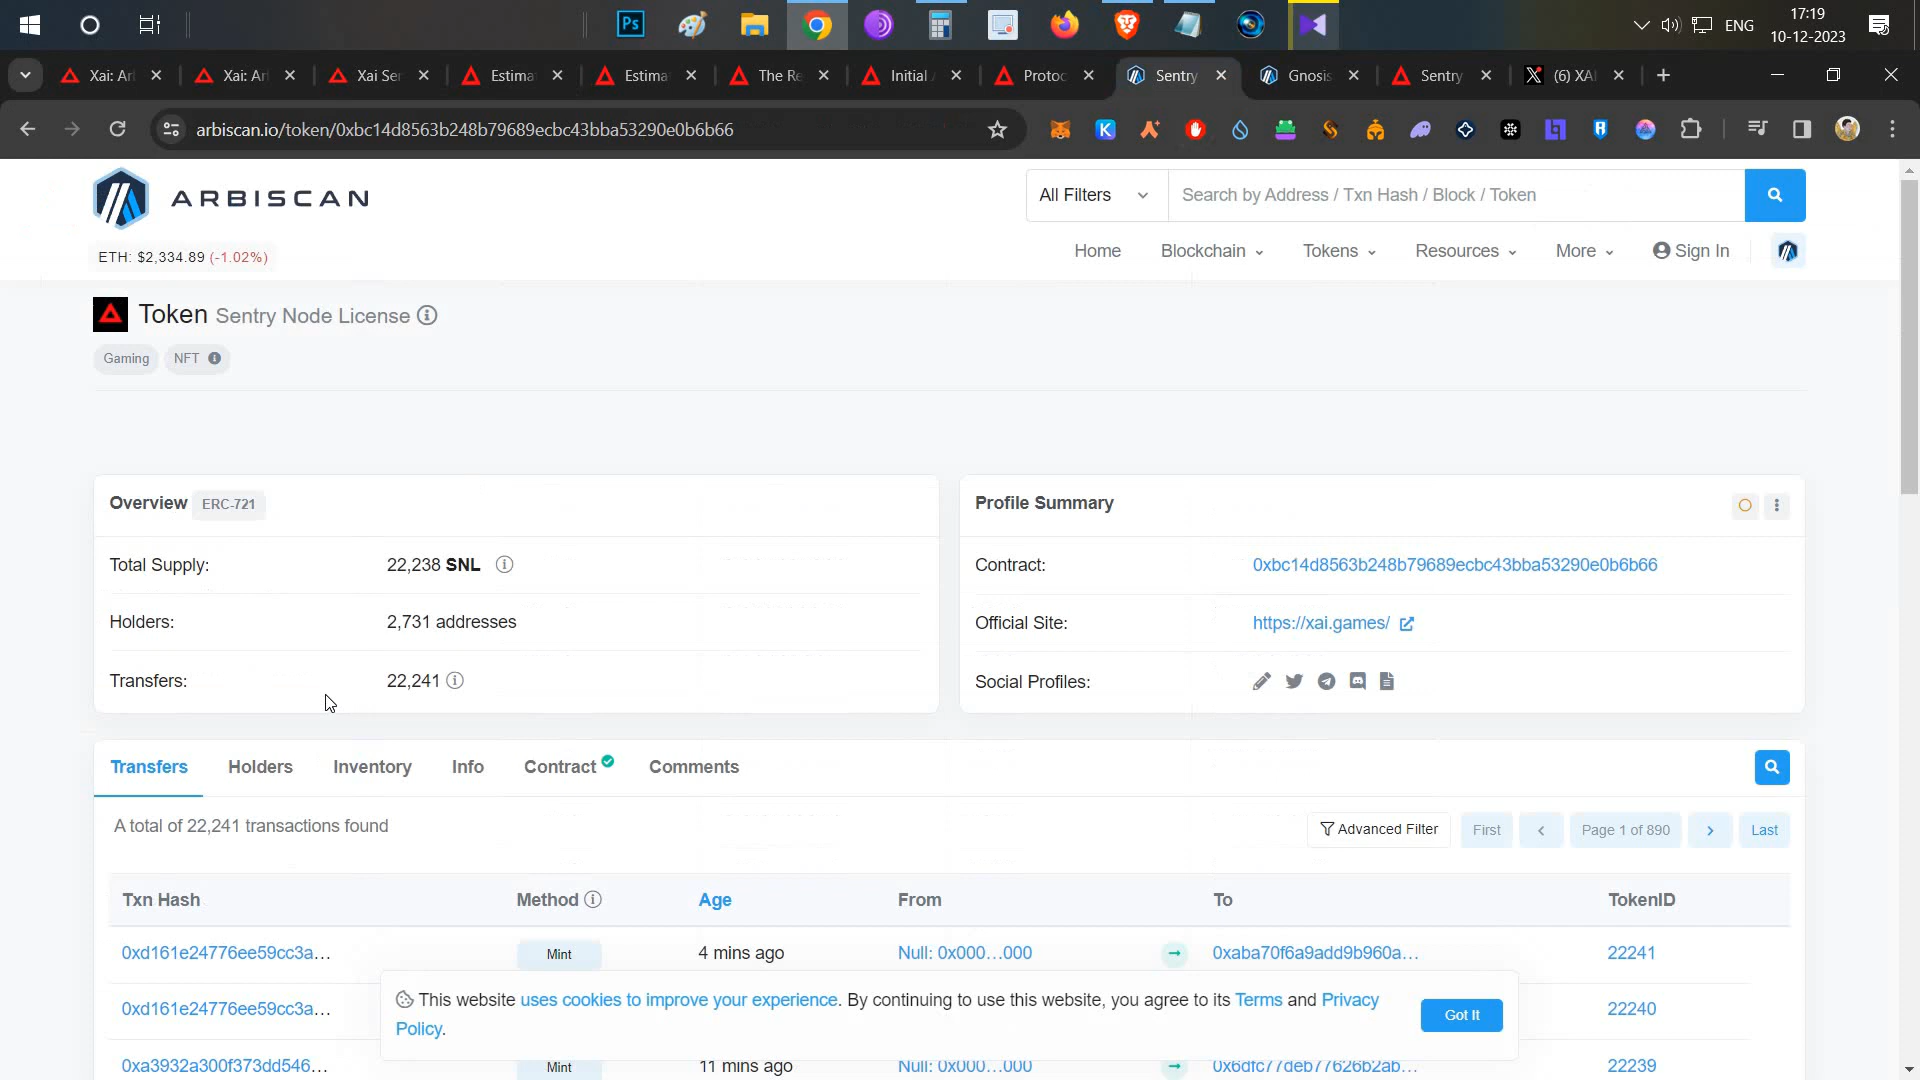 Ps
ENG
17:19
10-12-2023
Xai: Ar
Xai: Ar
Xai Ser
Estima
Estima
The Re
Initial
Protoc
Sentry
Gnosis
Sentry
(6) XAI
arbiscan.io/token/0xbc14d8563b248b79689ecbc43bba53290e0b6b66
ARBISCAN
All Filters
Search by Address / Txn Hash / Block / Token
ETH: $2,334.89 (-1.02%)
Home
Blockchain
Tokens
Resources
More
Sign In
Token Sentry Node License
Gaming
NFT
Overview ERC-721
Total Supply: 22,238 SNL
Holders: 2,731 addresses
Transfers: 22,241
Profile Summary
Contract: 0xbc14d8563b248b79689ecbc43bba53290e0b6b66
Official Site: https://xai.games/
Social Profiles:
Transfers
Holders
Inventory
Info
Contract
Comments
A total of 22,241 transactions found
Advanced Filter
First
Page 1 of 890
Last
Txn Hash Method Age From To TokenID
0xd161e24776ee59cc3a... Mint 4 mins ago Null: 0x000...000 0xaba70f6a9add9b960a... 22241
0xd161e24776ee59cc3a... 22240
0xa3932a300f373dd546... Mint 11 mins ago Null: 0x000...000 0x6dfc77deb77626b2ab... 22239
This website uses cookies to improve your experience. By continuing to use this website, you agree to its Terms and Privacy
Policy.
Got It